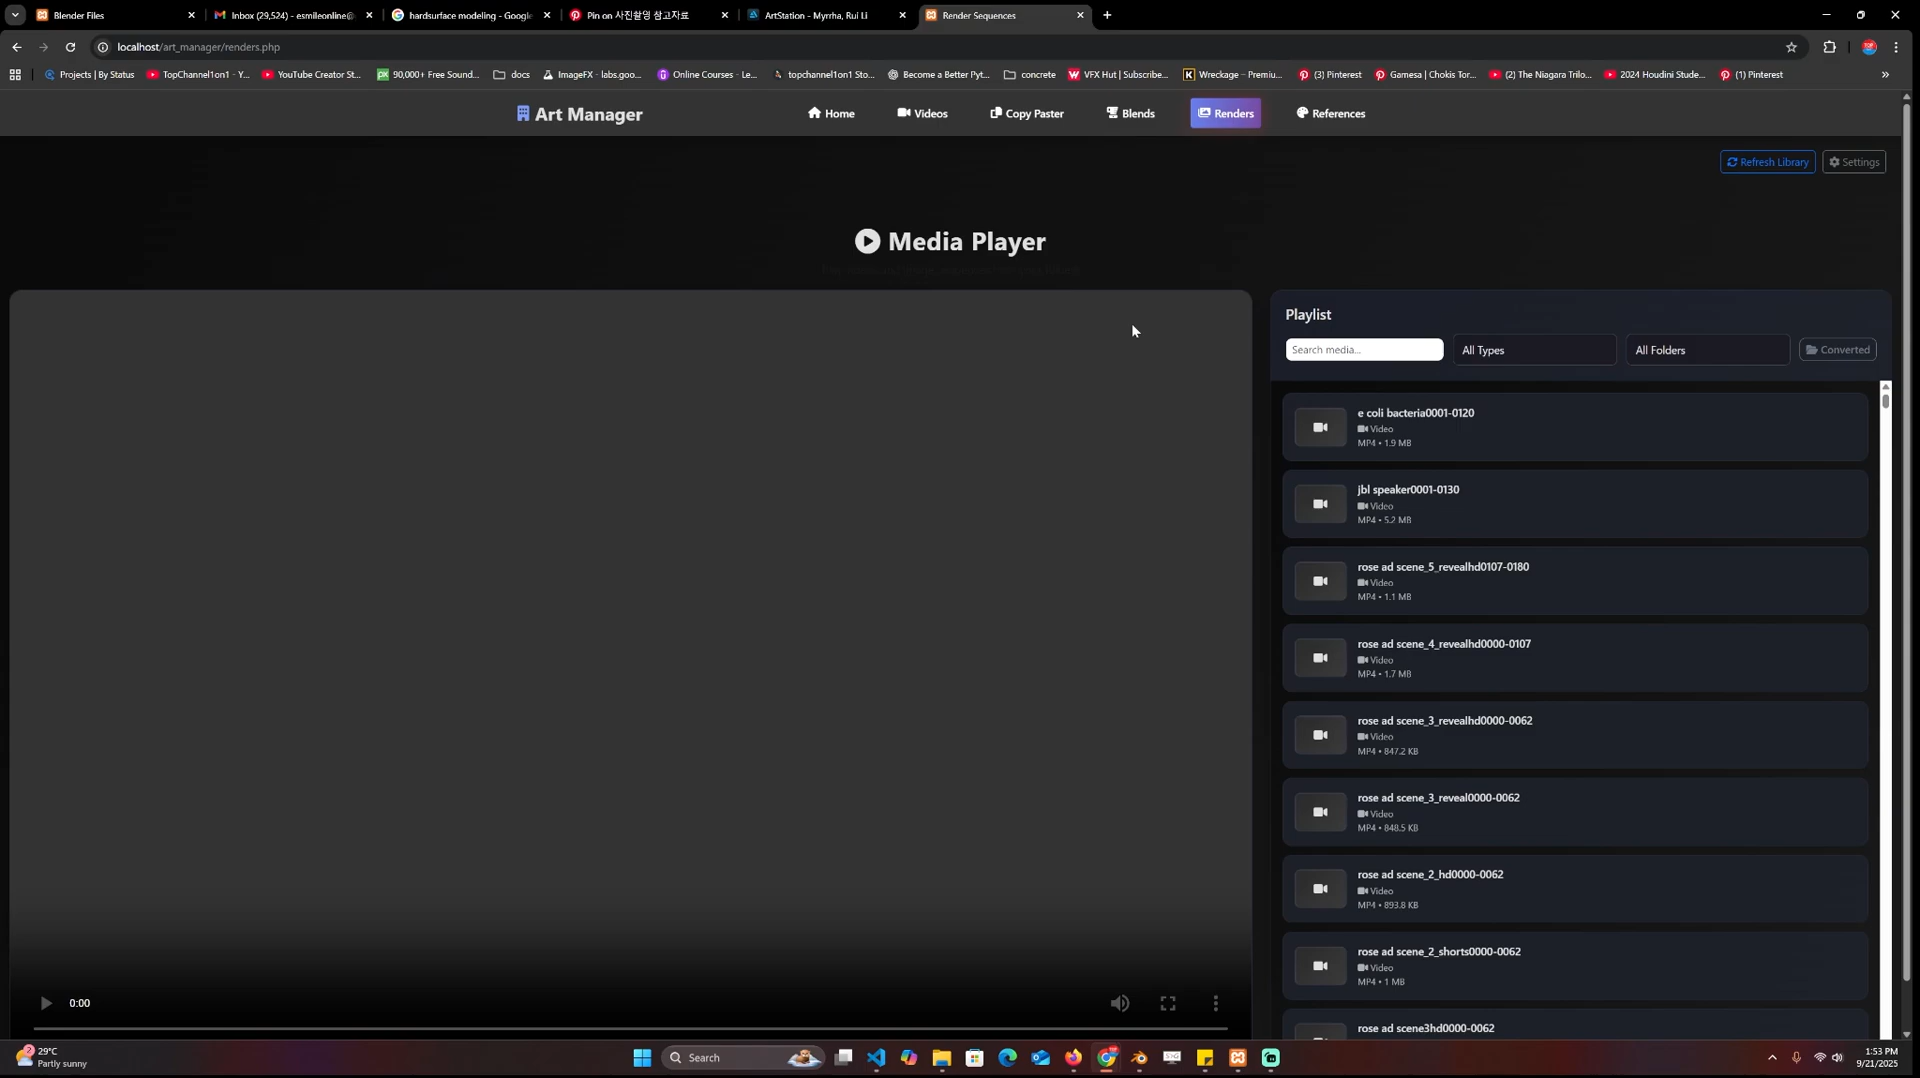 Blender Files
Inbox (29,524) - esmileonline@
hardsurface modeling - Google
Pin on 사진촬영 참고자료
ArtStation - Myrrha, Rui Li
Render Sequences
localhost/art_manager/renders.php
Projects | By Status
TopChannel1on1 - Y...
YouTube Creator St...
90,000+ Free Sound...
docs
ImageFX - labs.goo...
Online Courses - Le...
topchannel1on1 Sto...
Become a Better Pyt...
concrete
VFX Hut | Subscribe...
Wreckage – Premiu...
(3) Pinterest
Gamesa | Chokis Tor...
(2) The Niagara Trilo...
2024 Houdini Stude...
(1) Pinterest
Art Manager
Home
Videos
Copy Paster
Blends
Renders
References
Refresh Library
Settings
Media Player
Playlist
Search media...
All Types
All Folders
Converted
e coli bacteria0001-0120
Video
MP4 • 1.9 MB
jbl speaker0001-0130
Video
MP4 • 5.2 MB
rose ad scene_5_revealhd0107-0180
Video
MP4 • 1.1 MB
rose ad scene_4_revealhd0000-0107
Video
MP4 • 1.7 MB
rose ad scene_3_revealhd0000-0062
Video
MP4 • 847.2 KB
rose ad scene_3_reveal0000-0062
Video
MP4 • 848.5 KB
rose ad scene_2_hd0000-0062
Video
MP4 • 893.8 KB
rose ad scene_2_shorts0000-0062
Video
MP4 • 1 MB
rose ad scene3hd0000-0062
0:00
2
29°C
Partly sunny
Search
1:53 PM
9/21/2025